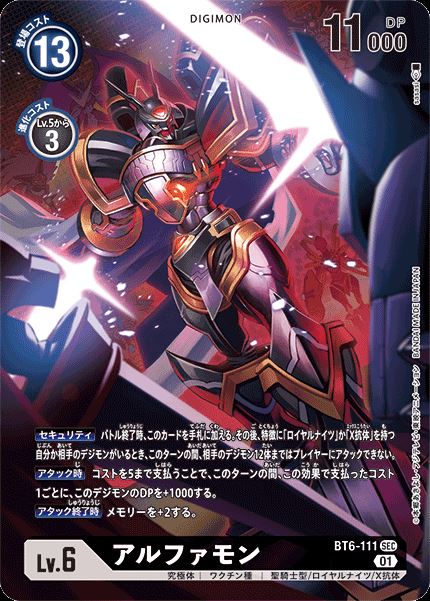 DIGIMON
登場コスト
13
11000
DP
進化コスト
Lv.5から
3
sasasi
BANDAI MADE IN JAPAN
セキュリティ バトル終了時、このカードを手札に加える。その後、特徴に「ロイヤルナイツ」か「X抗体」を持つ
自分か相手のデジモンがいるとき、このターンの間、相手のデジモン12体まではプレイヤーにアタックできない。
アタック時 コストを5まで支払うことで、このターンの間、この効果で支払ったコスト
1ごとに、このデジモンのDPを+1000する。
アタック終了時 メモリーを+2する。
BT6-111 SEC
01
Lv.6
アルファモン
究極体 | ワクチン種 | 聖騎士型/ロイヤルナイツ/X抗体